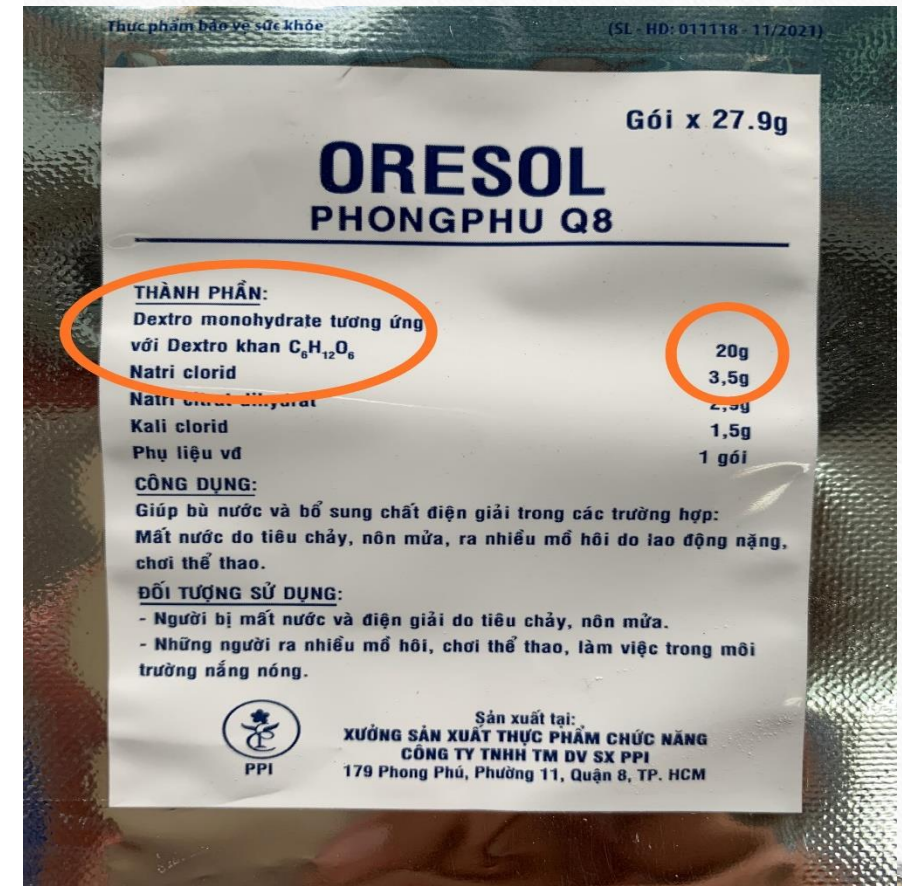 Thực phẩm bảo vệ sức khỏe (SL - HD: 011118 - 11/2021)
Gói x 27.9g
ORESOL
PHONGPHU Q8
THÀNH PHẦN:
Dextro monohydrate tương ứng
với Dextro khan C₆H₁₂O₆ 20g
Natri clorid 3,5g
Natri citrat dihydrat 2,9g
Kali clorid 1,5g
Phụ liệu vđ 1 gói
CÔNG DỤNG:
Giúp bù nước và bổ sung chất điện giải trong các trường hợp:
Mất nước do tiêu chảy, nôn mửa, ra nhiều mồ hôi do lao động nặng,
chơi thể thao.
ĐỐI TƯỢNG SỬ DỤNG:
- Người bị mất nước và điện giải do tiêu chảy, nôn mửa.
- Những người ra nhiều mồ hôi, chơi thể thao, làm việc trong môi
trường nắng nóng.
PPI
Sản xuất tại:
XƯỞNG SẢN XUẤT THỰC PHẨM CHỨC NĂNG
CÔNG TY TNHH TM DV SX PPI
179 Phong Phú, Phường 11, Quận 8, TP. HCM